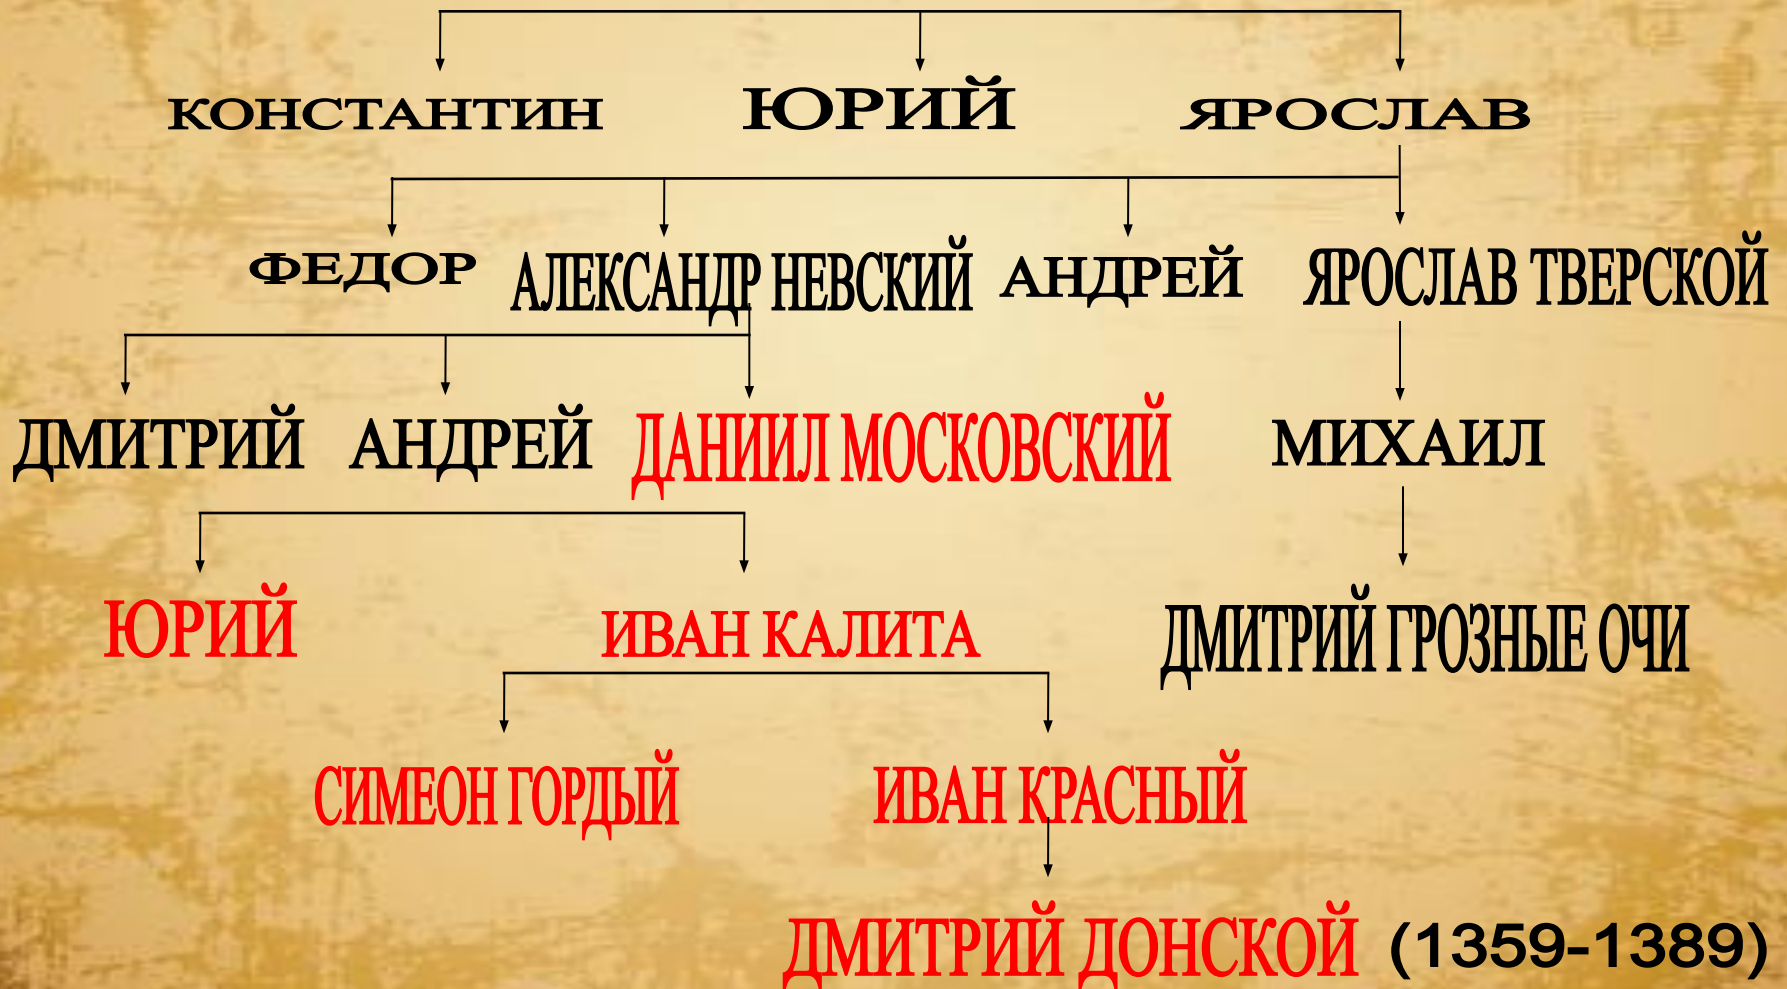 КОНСТАНТИН ЮРИЙ ЯРОСЛАВ
ФЕДОР АЛЕКСАНДР НЕВСКИЙ АНДРЕЙ ЯРОСЛАВ ТВЕРСКОЙ
ДМИТРИЙ АНДРЕЙ ДАНИИЛ МОСКОВСКИЙ МИХАИЛ
ЮРИЙ ИВАН КАЛИТА ДМИТРИЙ ГРОЗНЫЕ ОЧИ
СИМЕОН ГОРДЫЙ ИВАН КРАСНЫЙ
ДМИТРИЙ ДОНСКОЙ (1359-1389)